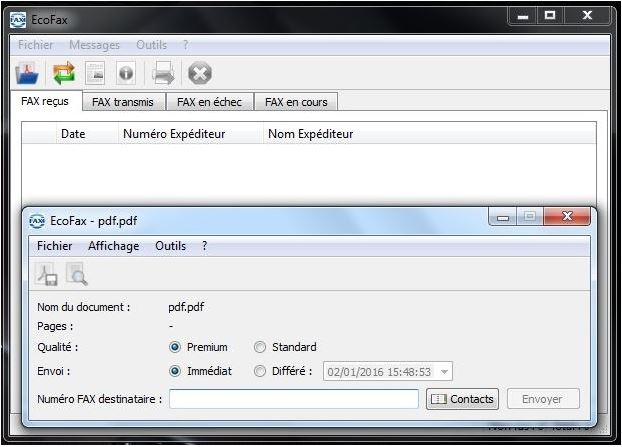 FAX EcoFax
Fichier Messages Outils ?
FAX reçus FAX transmis FAX en échec FAX en cours
Date Numéro Expéditeur Nom Expéditeur
FAX EcoFax - pdf.pdf
Fichier Affichage Outils ?
Nom du document : pdf.pdf
Pages : -
Qualité : Premium Standard
Envoi : Immédiat Différé : 02/01/2016 15:48:53
Numéro FAX destinataire : Contacts Envoyer